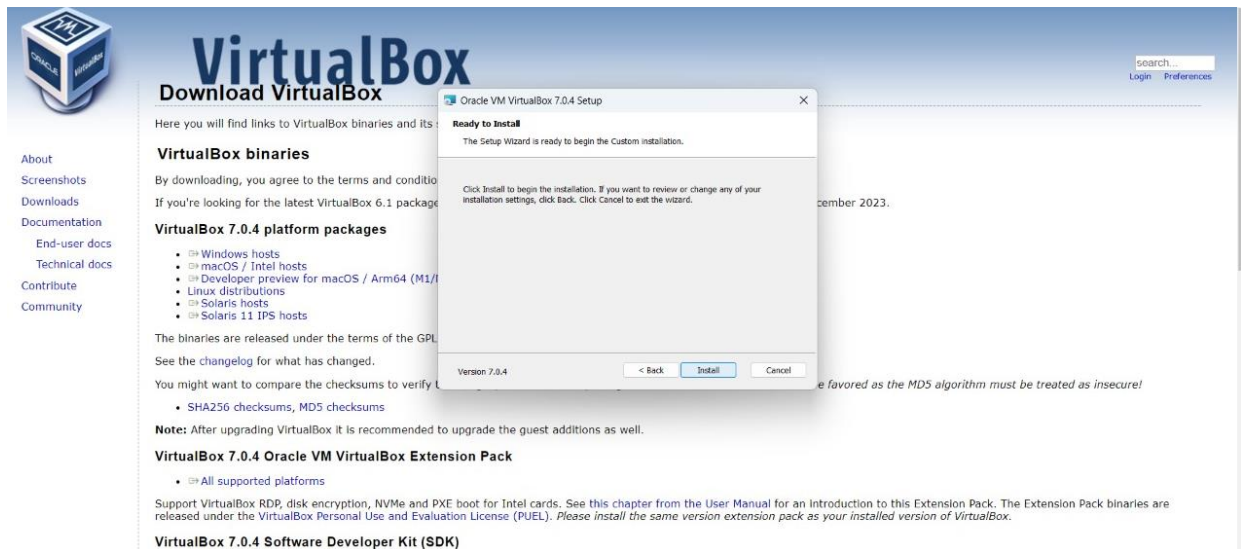 VirtualBox
search...
Login Preferences
About
Screenshots
Downloads
Documentation
End-user docs
Technical docs
Contribute
Community
Download VirtualBox
Here you will find links to VirtualBox binaries and its
VirtualBox binaries
By downloading, you agree to the terms and conditio
If you're looking for the latest VirtualBox 6.1 package
cember 2023.
VirtualBox 7.0.4 platform packages
• Windows hosts
• macOS / Intel hosts
• Developer preview for macOS / Arm64 (M1/
• Linux distributions
• Solaris hosts
• Solaris 11 IPS hosts
The binaries are released under the terms of the GPL
See the changelog for what has changed.
You might want to compare the checksums to verify
e favored as the MD5 algorithm must be treated as insecure!
• SHA256 checksums, MD5 checksums
Note: After upgrading VirtualBox it is recommended to upgrade the guest additions as well.
VirtualBox 7.0.4 Oracle VM VirtualBox Extension Pack
• All supported platforms
Support VirtualBox RDP, disk encryption, NVMe and PXE boot for Intel cards. See this chapter from the User Manual for an introduction to this Extension Pack. The Extension Pack binaries are
released under the VirtualBox Personal Use and Evaluation License (PUEL). Please install the same version extension pack as your installed version of VirtualBox.
VirtualBox 7.0.4 Software Developer Kit (SDK)
Oracle VM VirtualBox 7.0.4 Setup
Ready to Install
The Setup Wizard is ready to begin the Custom installation.
Click Install to begin the installation. If you want to review or change any of your
installation settings, click Back. Click Cancel to exit the wizard.
Version 7.0.4
< Back Install Cancel
ORACLE
VirtualBox